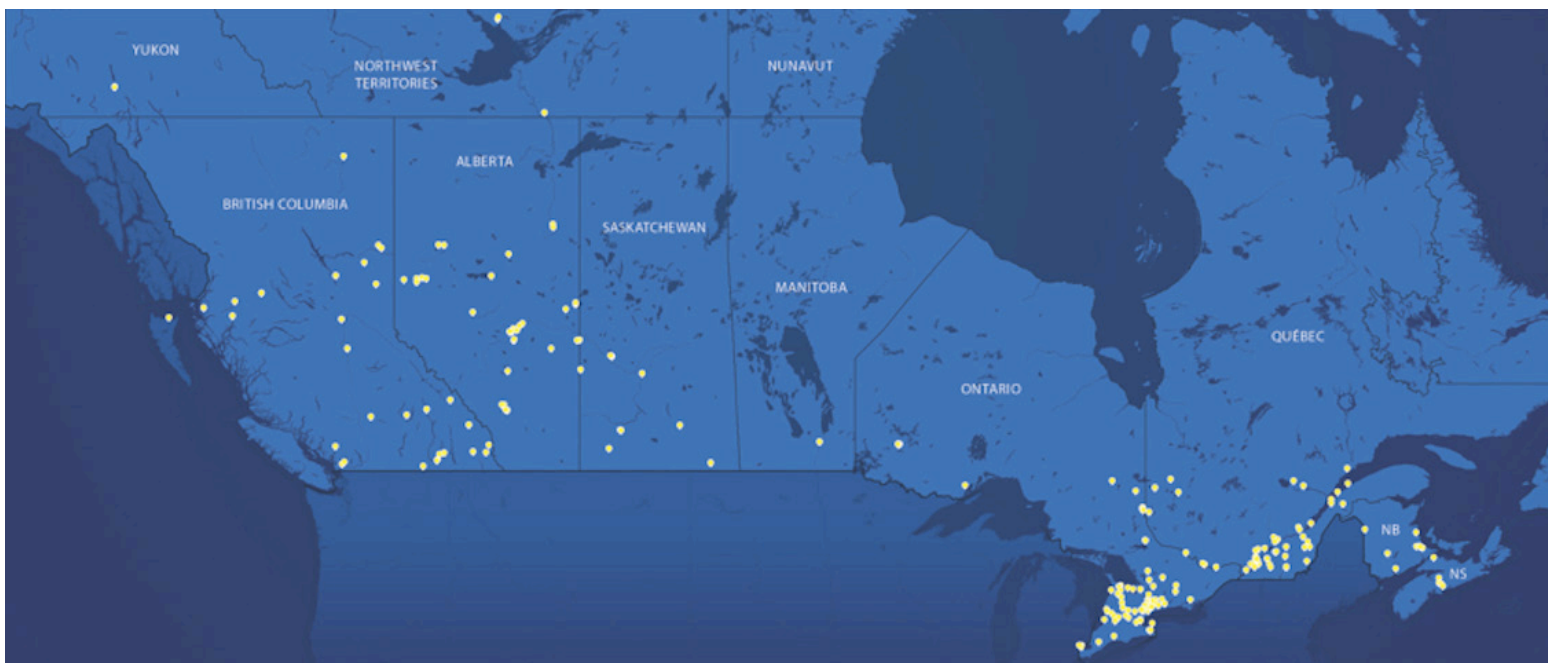 YUKON
NORTHWEST
TERRITORIES
NUNAVUT
ALBERTA
BRITISH COLUMBIA
SASKATCHEWAN
MANITOBA
QUÉBEC
ONTARIO
NB
NS